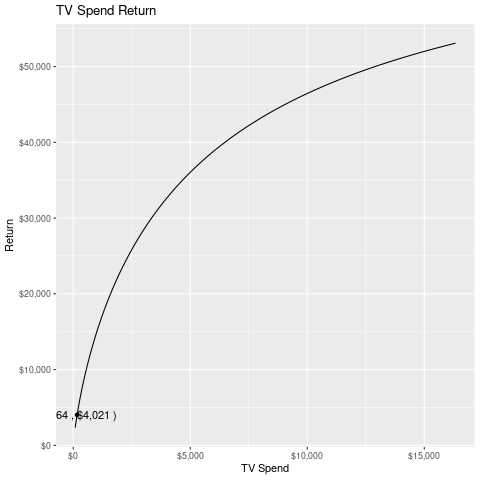 TV Spend Return
$50,000
$40,000
$30,000
$20,000
$10,000
$0
64 , $4,021 )
$0 $5,000 $10,000 $15,000
TV Spend
Return